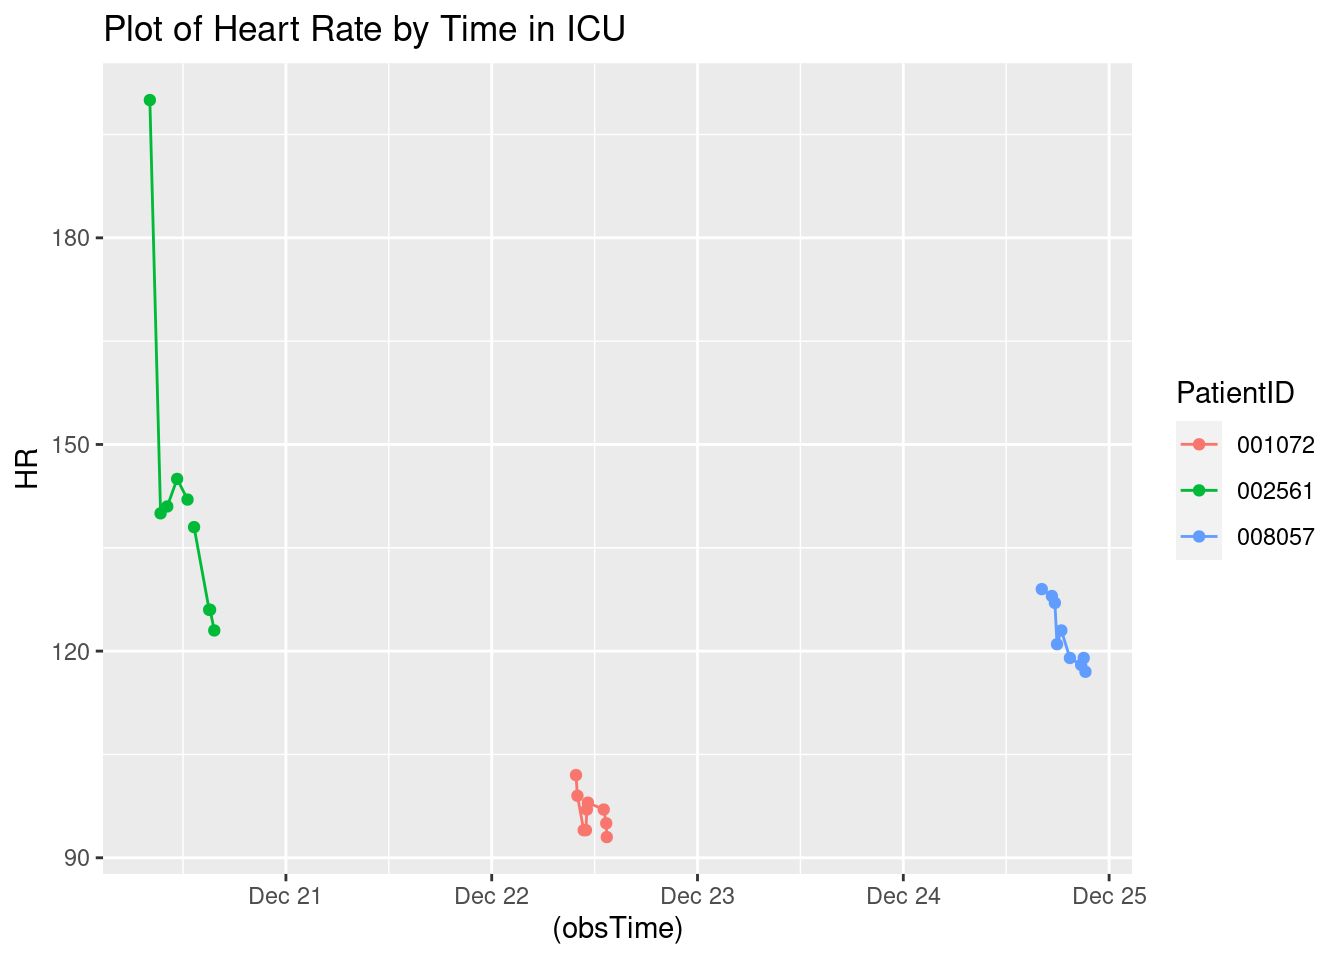 Plot of Heart Rate by Time in ICU
HR
180
150
120
90
Dec 21
Dec 22
Dec 23
Dec 24
Dec 25
(obsTime)
PatientID
001072
002561
008057